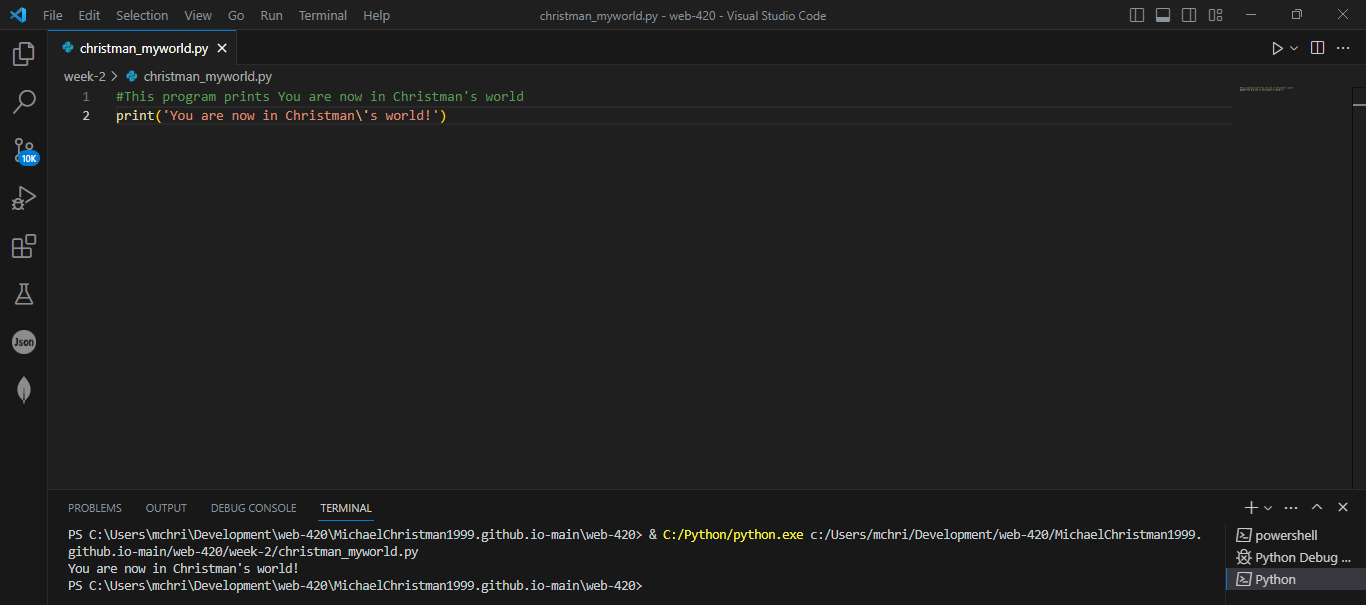 File Edit Selection View Go Run Terminal Help christman_myworld.py - web-420 - Visual Studio Code
christman_myworld.py
week-2 > christman_myworld.py
1 #This program prints You are now in Christman's world
2 print('You are now in Christman\'s world!')
10K
Json
PROBLEMS OUTPUT DEBUG CONSOLE TERMINAL
PS C:\Users\mchri\Development\web-420\MichaelChristman1999.github.io-main\web-420> & C:/Python/python.exe c:/Users/mchri/Development/web-420/MichaelChristman1999.
github.io-main/web-420/week-2/christman_myworld.py
You are now in Christman's world!
PS C:\Users\mchri\Development\web-420\MichaelChristman1999.github.io-main\web-420>
powershell
Python Debug ...
Python